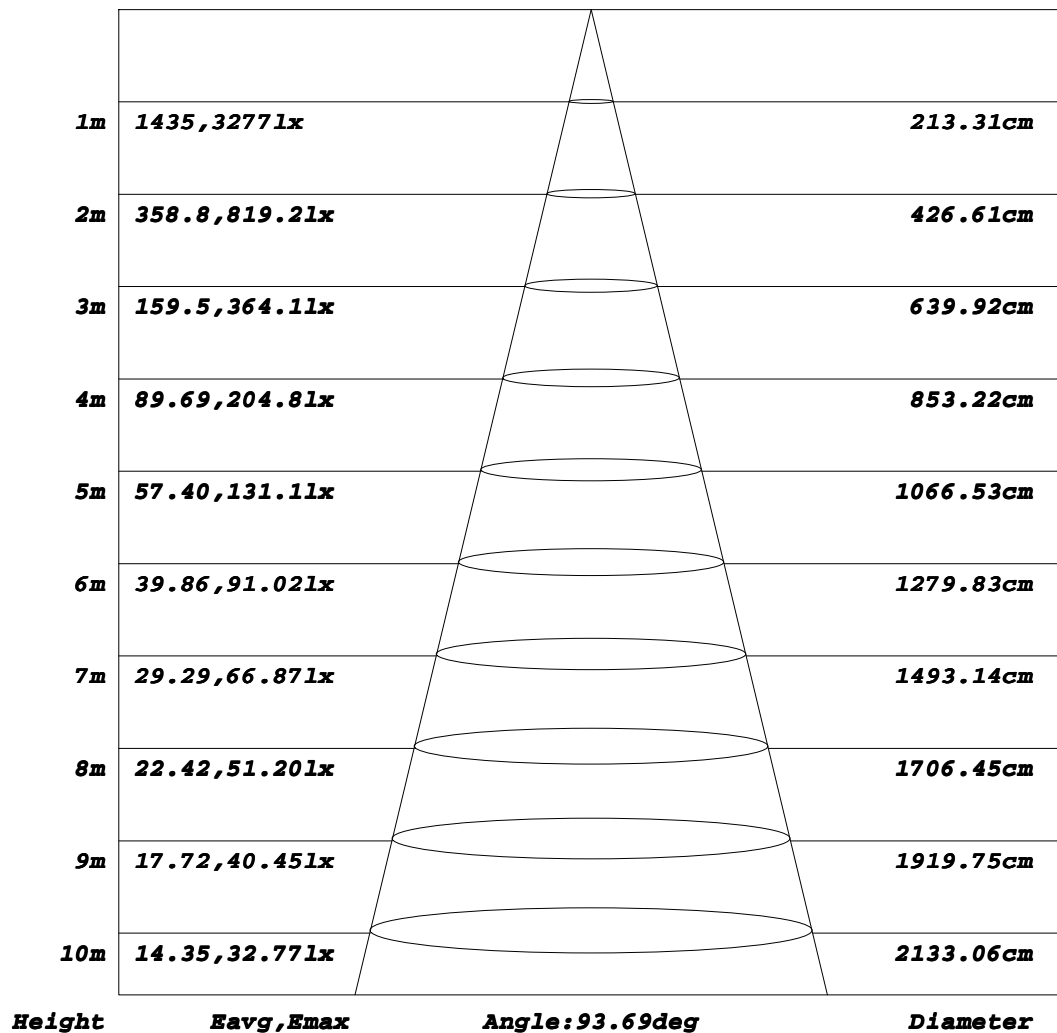 1m 1435,3277lx 213.31cm
2m 358.8,819.2lx 426.61cm
3m 159.5,364.1lx 639.92cm
4m 89.69,204.8lx 853.22cm
5m 57.40,131.1lx 1066.53cm
6m 39.86,91.02lx 1279.83cm
7m 29.29,66.87lx 1493.14cm
8m 22.42,51.20lx 1706.45cm
9m 17.72,40.45lx 1919.75cm
10m 14.35,32.77lx 2133.06cm
Height Eavg,Emax Angle:93.69deg Diameter